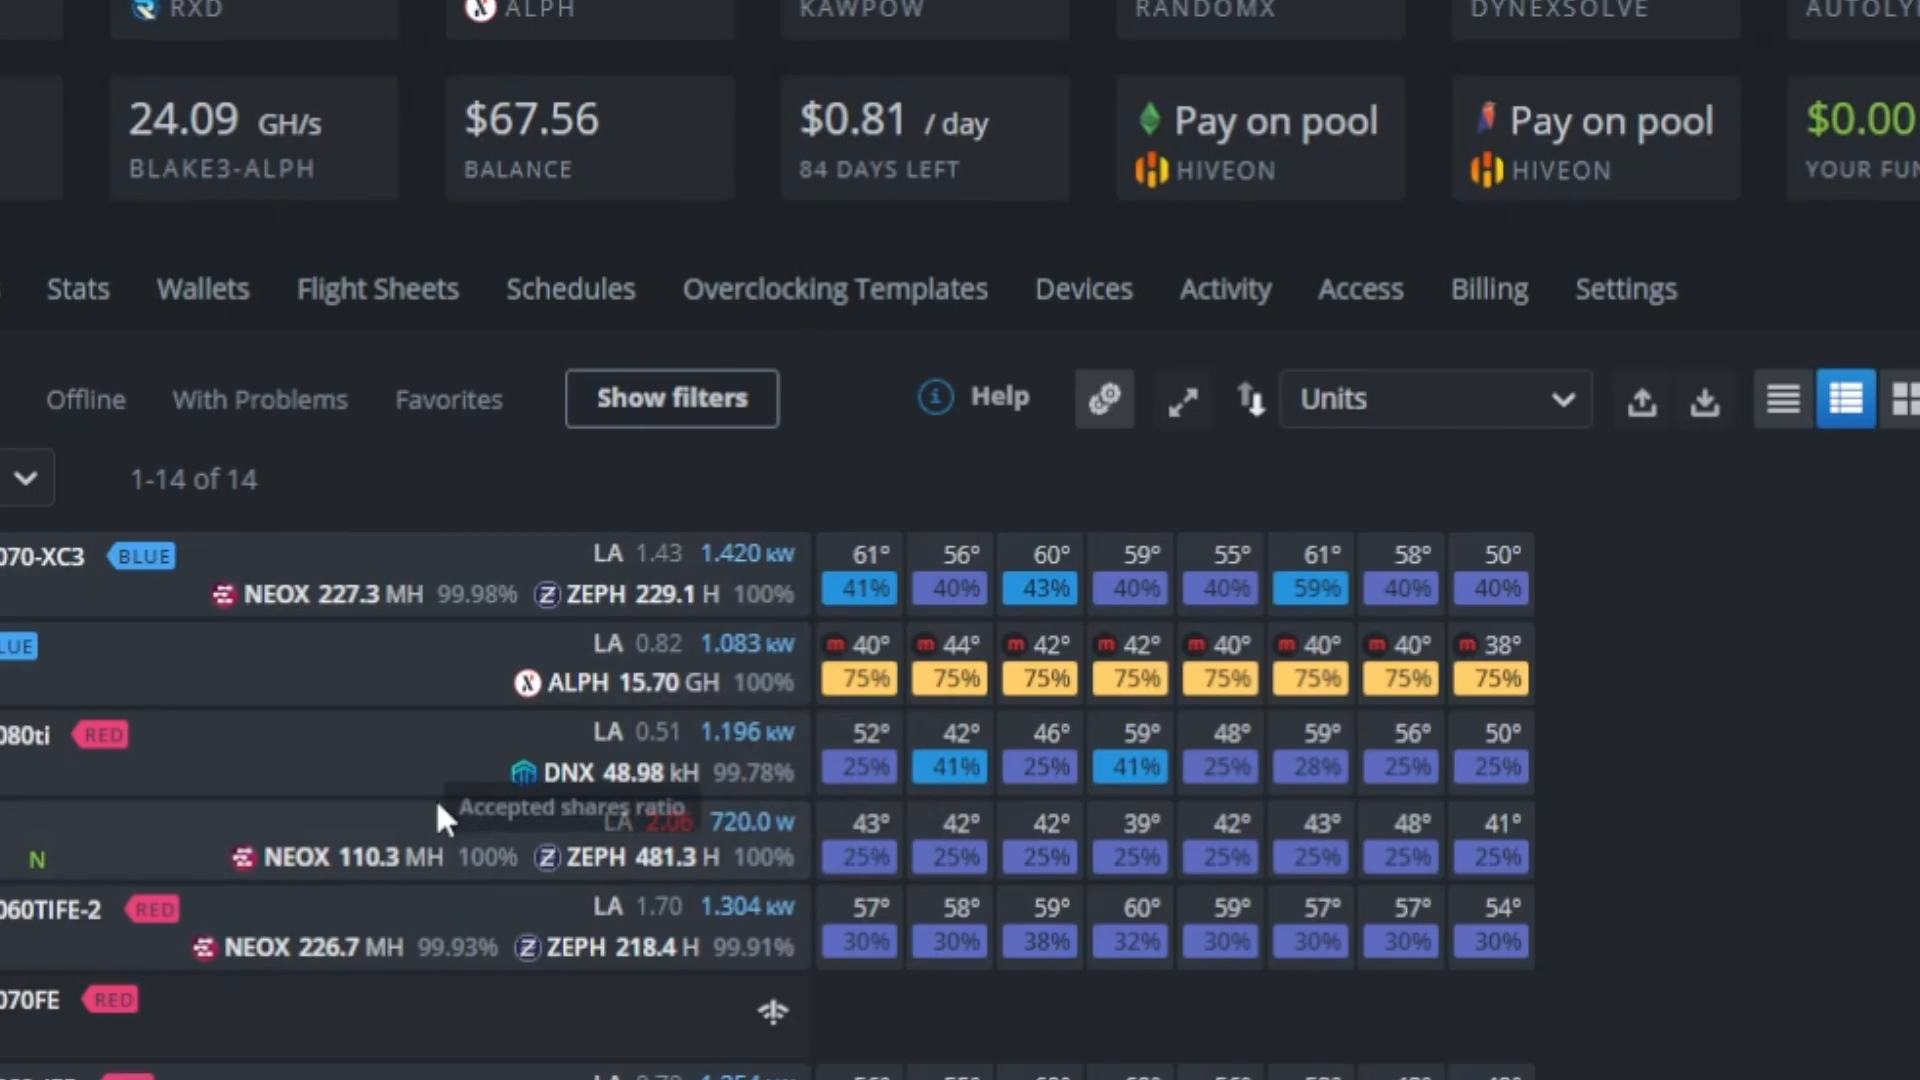 RXD ALPH KAWPOW RANDOMX DYNEXSOLVE
24.09 GH/s $67.56 $0.81 / day Pay on pool Pay on pool $0.00
BLAKE3-ALPH BALANCE 84 DAYS LEFT HIVEON HIVEON YOUR FUN
Stats Wallets Flight Sheets Schedules Overclocking Templates Devices Activity Access Billing Settings
Offline With Problems Favorites Show filters i Help Units
1-14 of 14
070-XC3 BLUE LA 1.43 1.420 kW 61° 56° 60° 59° 55° 61° 58° 50°
NEOX 227.3 MH 99.98% Z ZEPH 229.1 H 100% 41% 40% 43% 40% 40% 59% 40% 40%
LUE LA 0.82 1.083 kW m 40° m 44° m 42° m 42° m 40° m 40° m 40° m 38°
ALPH 15.70 GH 100% 75% 75% 75% 75% 75% 75% 75% 75%
080ti RED LA 0.51 1.196 kW 52° 42° 46° 59° 48° 59° 56° 50°
DNX 48.98 kH 99.78% 25% 41% 25% 41% 25% 28% 25% 25%
Accepted shares ratio
LA 2.06 720.0 W 43° 42° 42° 39° 42° 43° 48° 41°
N NEOX 110.3 MH 100% Z ZEPH 481.3 H 100% 25% 25% 25% 25% 25% 25% 25% 25%
060TIFE-2 RED LA 1.70 1.304 kW 57° 58° 59° 60° 59° 57° 57° 54°
NEOX 226.7 MH 99.93% Z ZEPH 218.4 H 99.91% 30% 30% 38% 32% 30% 30% 30% 30%
070FE RED